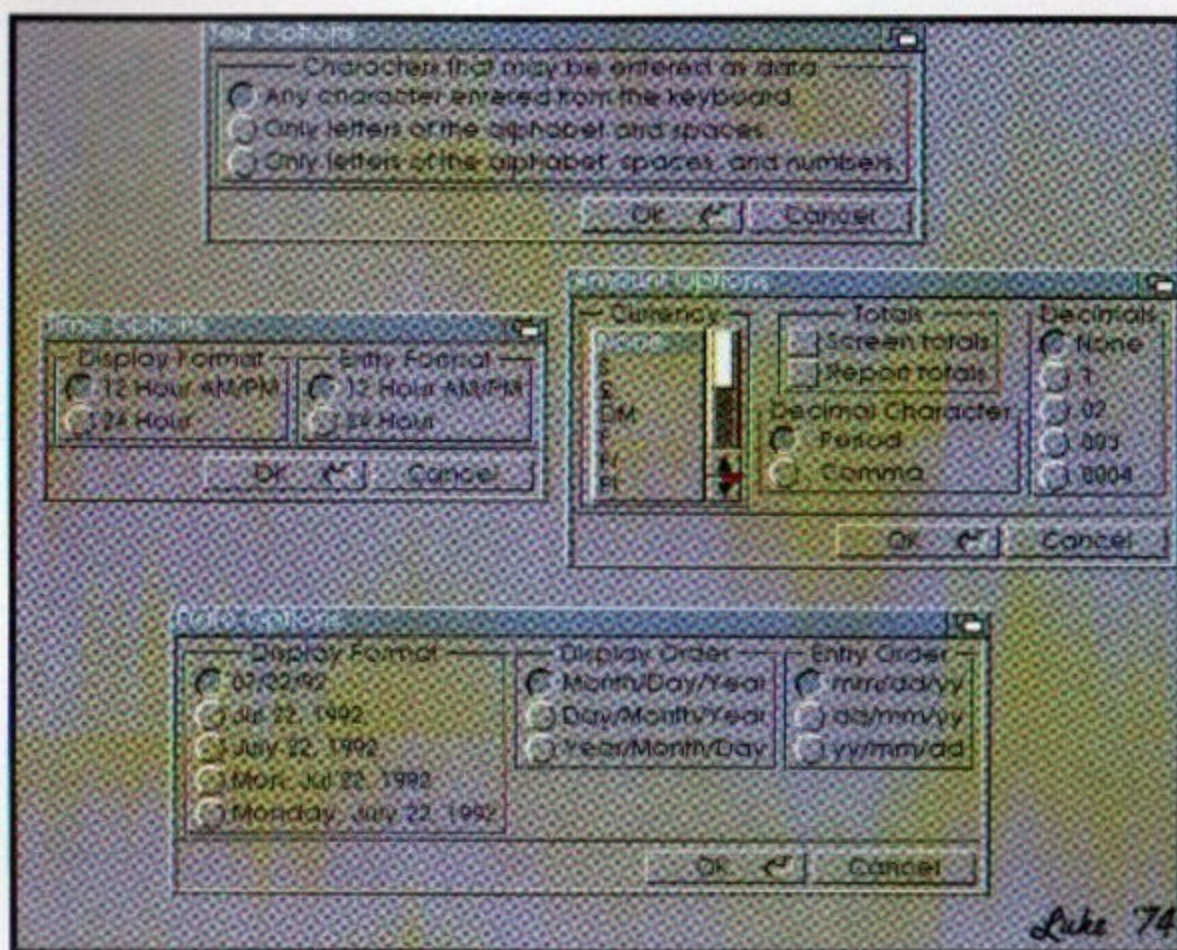 Text Options
Characters that may be entered as data
Any character entered from the keyboard
Only letters of the alphabet and spaces
Only letters of the alphabet, spaces, and numbers
OK Cancel
Time Options
Display Format
12 Hour AM/PM
24 Hour
Entry Format
12 Hour AM/PM
24 Hour
OK Cancel
Amount Options
Currency
None
DM
Totals
Screen totals
Report totals
Decimal Character
Period
Comma
Decimals
None
.1
.02
.003
.0004
OK Cancel
Date Options
Display Format
07/22/92
Jul 22, 1992
July 22, 1992
Mon, Jul 22, 1992
Monday, July 22, 1992
Display Order
Month/Day/Year
Day/Month/Year
Year/Month/Day
Entry Order
mm/dd/yy
dd/mm/yy
yy/mm/dd
OK Cancel
Luke '74